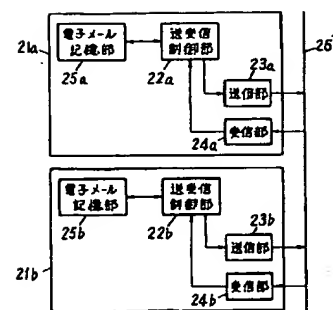 電子メール
記憶部
25a
送受信
制御部
22a
23a
送信部
受信部
24a
21a
26
電子メール
記憶部
25b
送受信
制御部
22b
23b
送信部
受信部
24b
21b